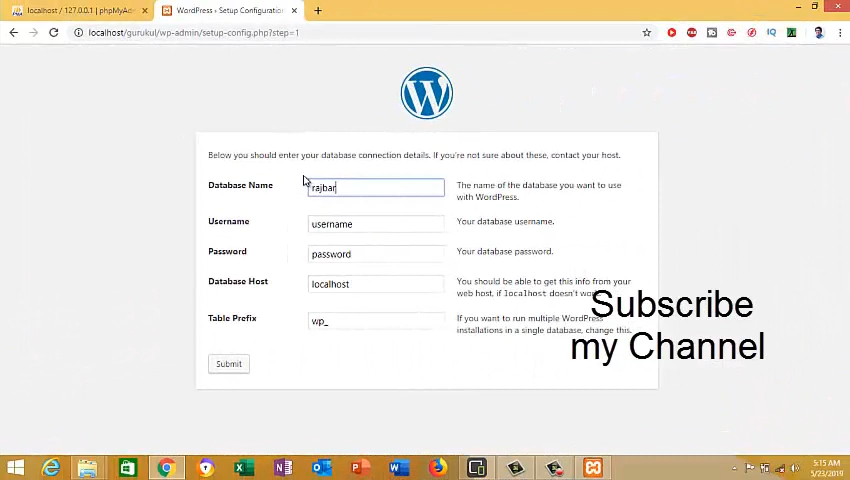 localhost / 127.0.0.1 | phpMyAdm
WordPress › Setup Configuration
localhost/gurukul/wp-admin/setup-config.php?step=1
Below you should enter your database connection details. If you're not sure about these, contact your host.
Database Name
rajbar
The name of the database you want to use
with WordPress.
Username
username
Your database username.
Password
password
Your database password.
Database Host
localhost
You should be able to get this info from your
web host, if localhost doesn't work.
Table Prefix
wp_
If you want to run multiple WordPress
installations in a single database, change this.
Submit
Subscribe
my Channel
5:15 AM
5/23/2019